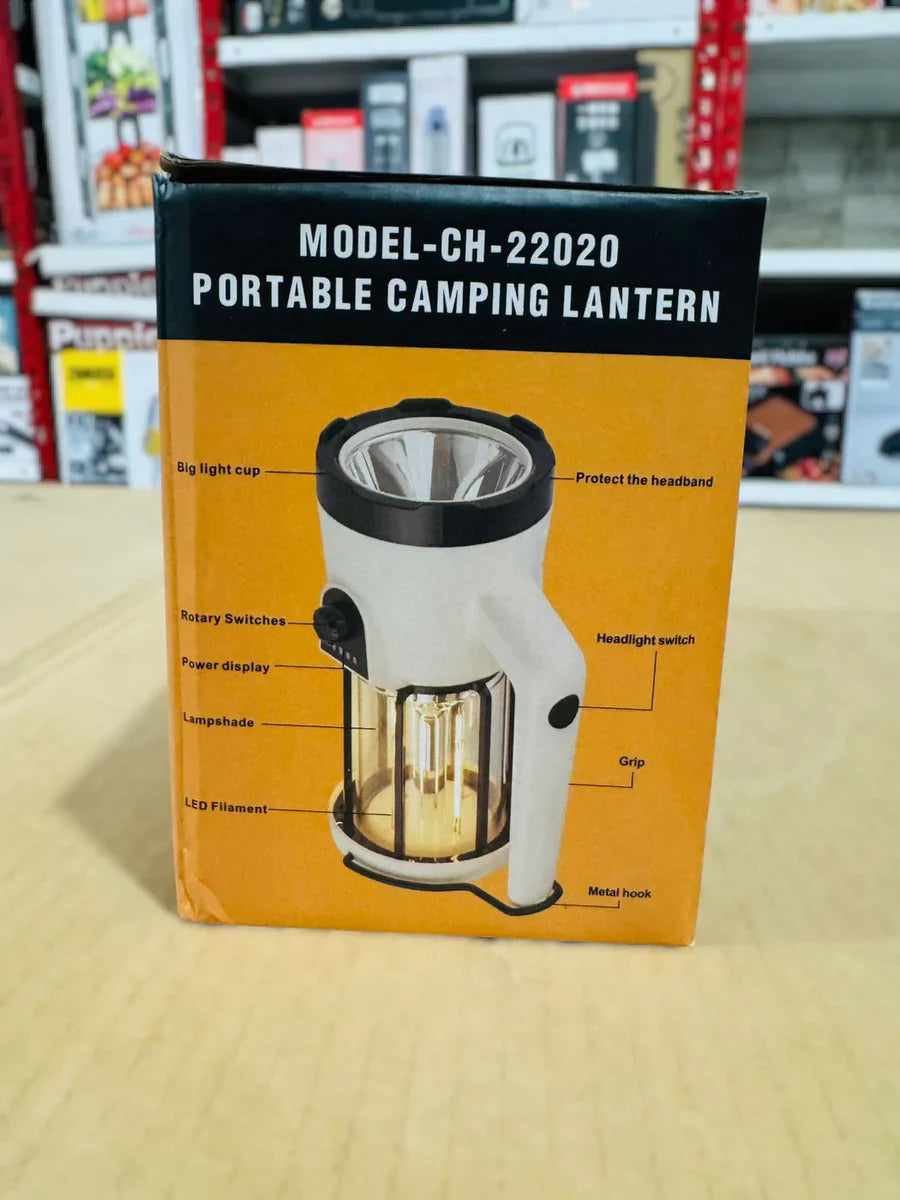 MODEL-CH-22020
PORTABLE CAMPING LANTERN
Big light cup
Protect the headband
Rotary Switches
Headlight switch
Power display
Lampshade
Grip
LED Filament
Metal hook